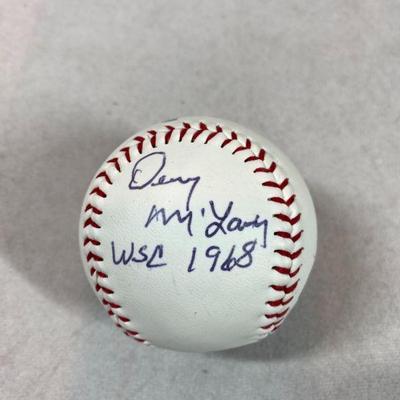 Denny
McLain
WSC 1968